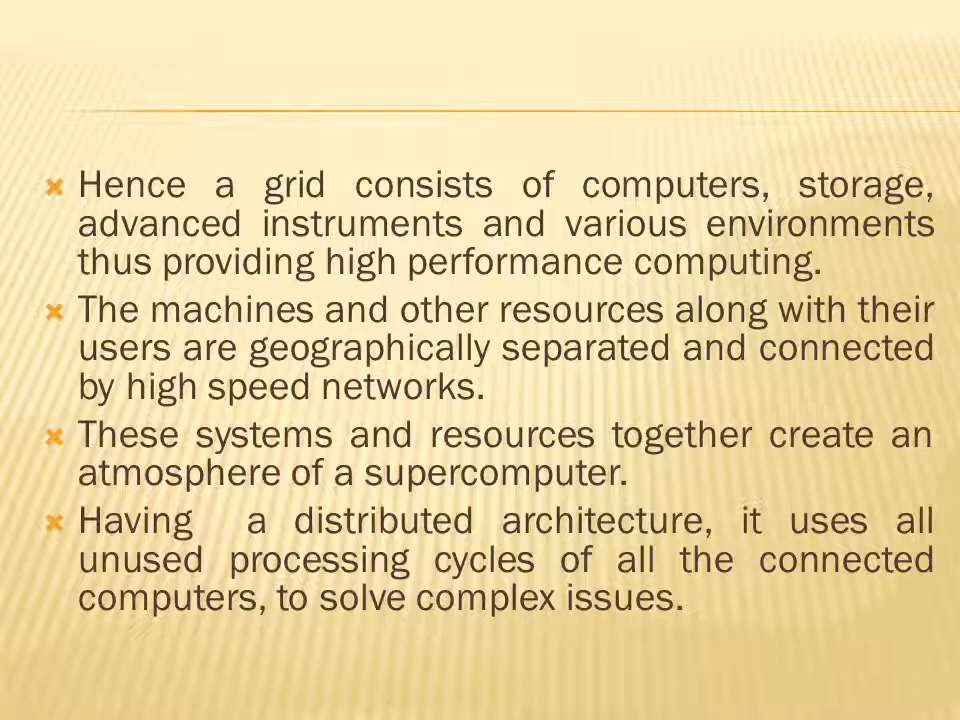 Hence a grid consists of computers, storage,
advanced instruments and various environments
thus providing high performance computing.
The machines and other resources along with their
users are geographically separated and connected
by high speed networks.
These systems and resources together create an
atmosphere of a supercomputer.
Having a distributed architecture, it uses all
unused processing cycles of all the connected
computers, to solve complex issues.